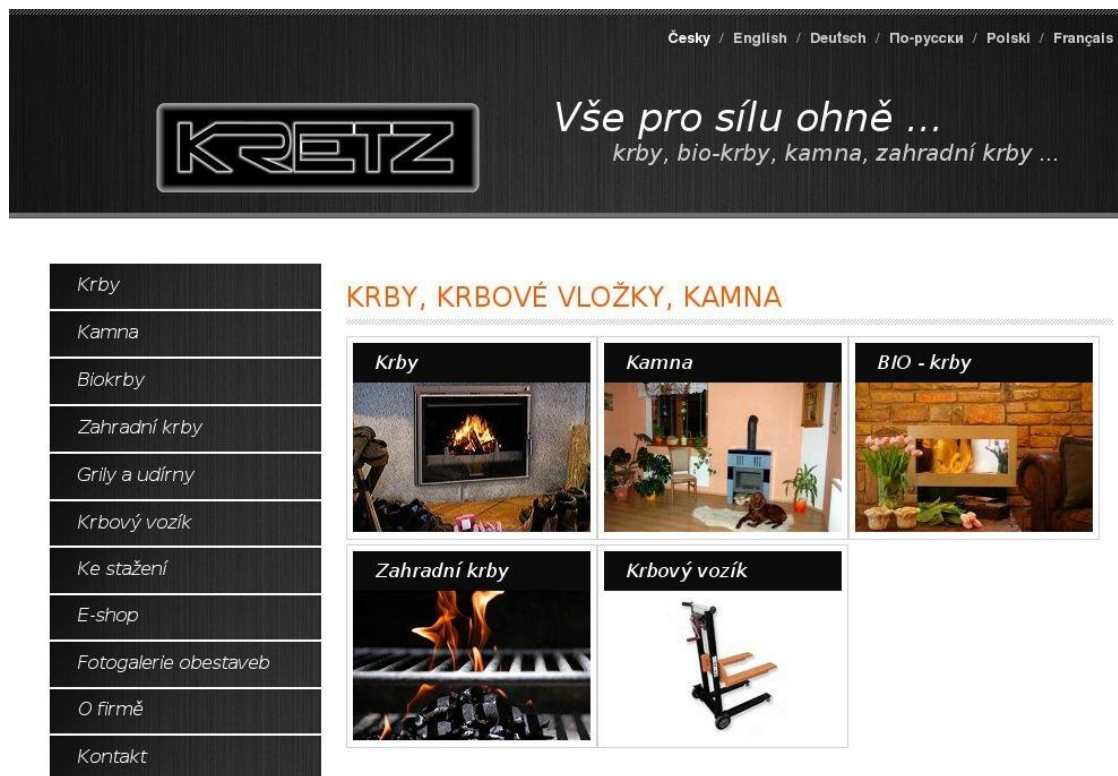 Česky / English / Deutsch / По-русски / Polski / Français
KRETZ
Vše pro sílu ohně ...
krby, bio-krby, kamna, zahradní krby ...
Krby
Kamna
Biokrby
Zahradní krby
Grily a udírny
Krbový vozík
Ke stažení
E-shop
Fotogalerie obestaveb
O firmě
Kontakt
KRBY, KRBOVÉ VLOŽKY, KAMNA
Krby
Kamna
BIO - krby
Zahradní krby
Krbový vozík